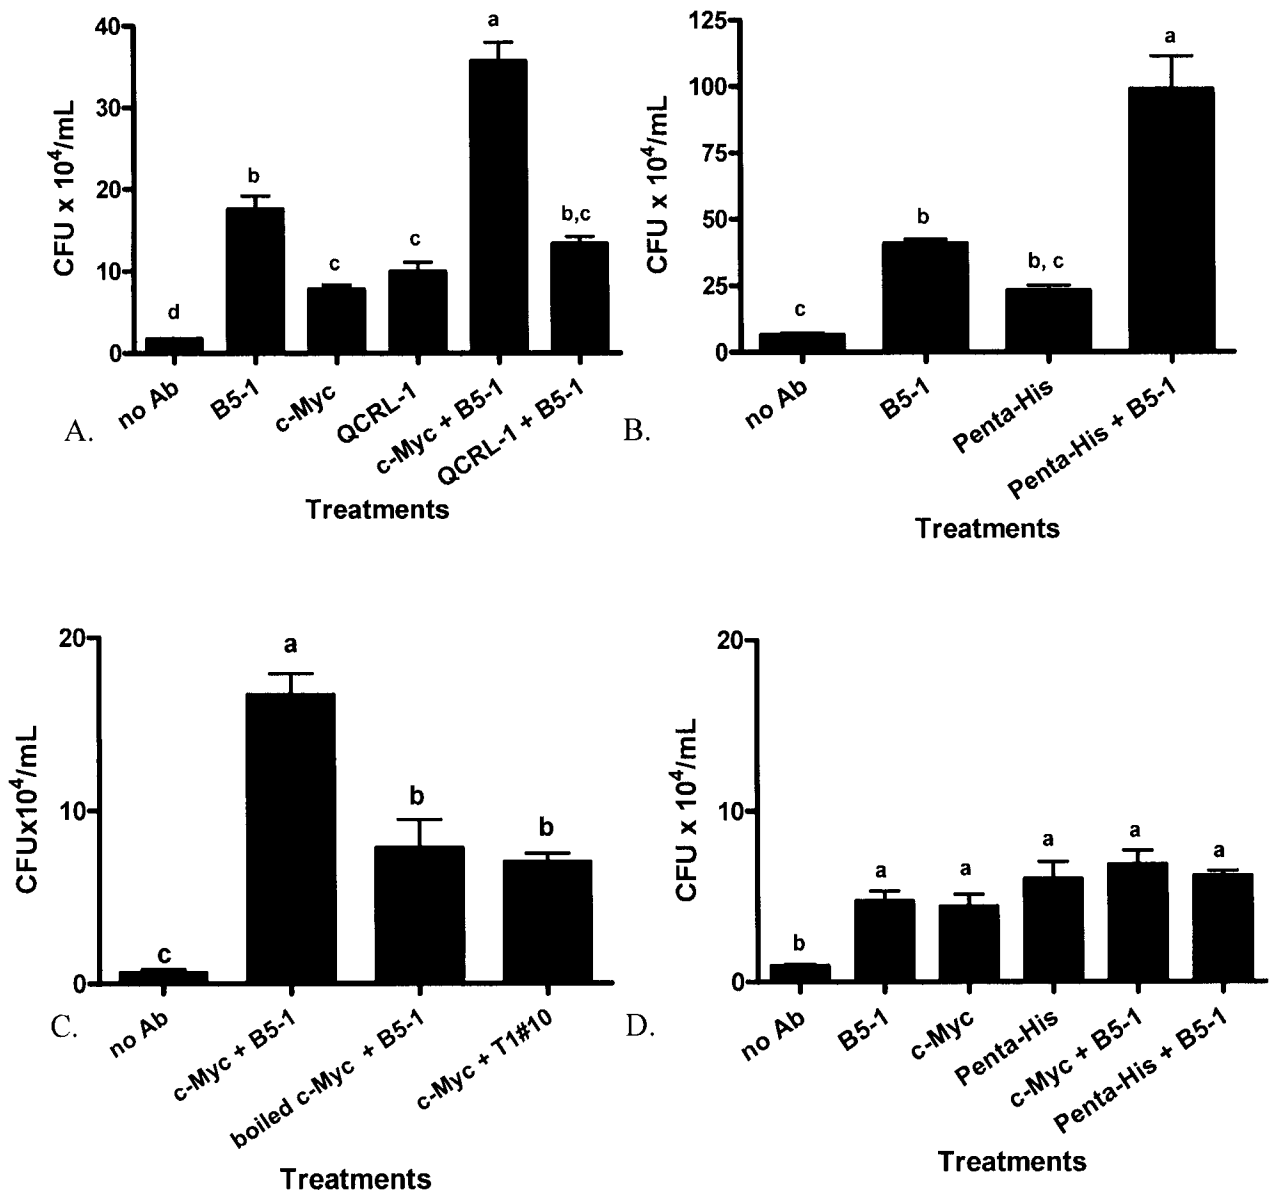 40
30
20
10
0
CFU x 10⁴/mL
d
b
c
c
a
b,c
no Ab
B5-1
c-Myc
QCRL-1
c-Myc + B5-1
QCRL-1 + B5-1
A.
Treatments
125
100
75
50
25
0
CFU x 10⁴/mL
c
b
b, c
a
no Ab
B5-1
Penta-His
Penta-His + B5-1
B.
Treatments
20
10
0
CFUx10⁴/mL
c
a
b
b
no Ab
c-Myc + B5-1
boiled c-Myc + B5-1
c-Myc + T1#10
C.
Treatments
20
10
0
CFU x 10⁴/mL
b
a
a
a
a
a
no Ab
B5-1
c-Myc
Penta-His
c-Myc + B5-1
Penta-His + B5-1
D.
Treatments